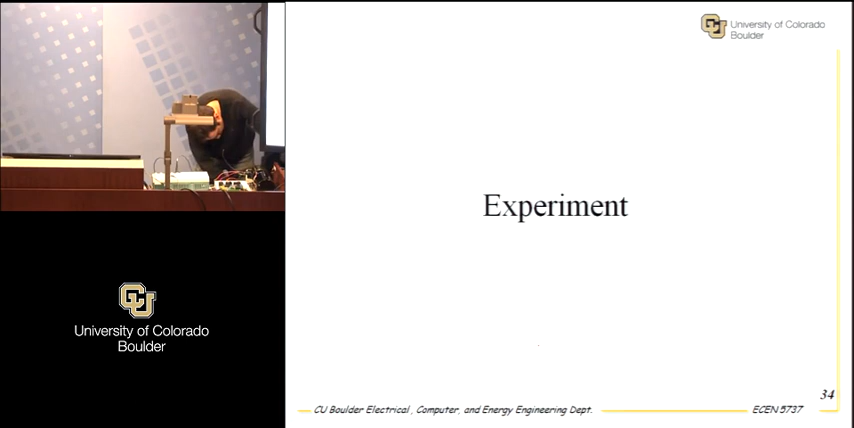 University of Colorado
Boulder
Experiment
University of Colorado
Boulder
34
CU Boulder Electrical, Computer, and Energy Engineering Dept.
ECEN 5737